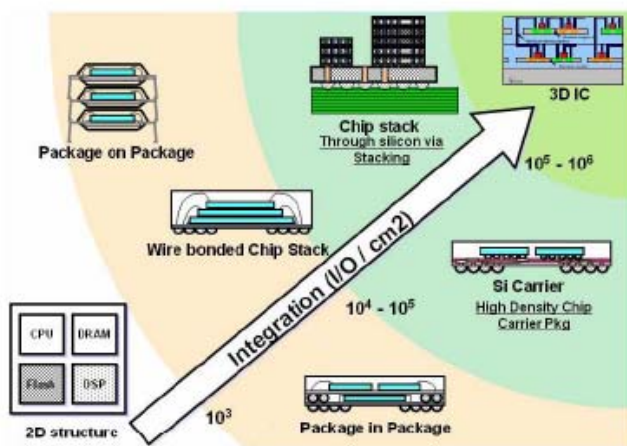 3D IC
Package on Package
Chip stack
Through silicon via
Stacking
10⁵ - 10⁶
Wire bonded Chip Stack
Integration (I/O / cm2)
Si Carrier
High Density Chip
Carrier Pkg
10⁴ - 10⁵
CPU
DRAM
Flash
DSP
2D structure
10³
Package in Package